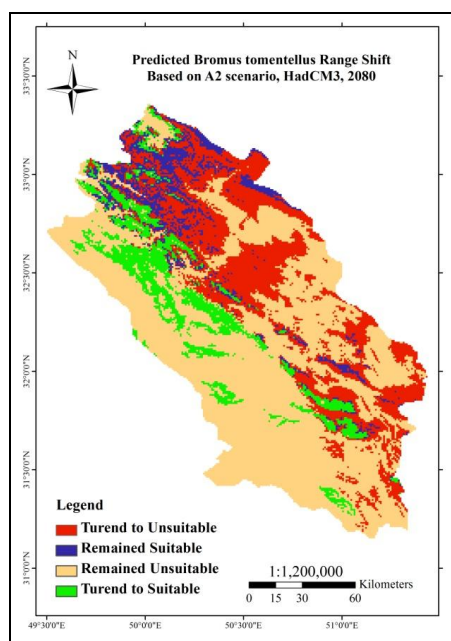 Predicted Bromus tomentellus Range Shift
Based on A2 scenario, HadCM3, 2080
N
33°30'0"N
33°0'0"N
32°30'0"N
32°0'0"N
31°30'0"N
31°0'0"N
Legend
Turend to Unsuitable
Remained Suitable
Remained Unsuitable
Turend to Suitable
1:1,200,000
Kilometers
0 15 30 60
49°30'0"E 50°0'0"E 50°30'0"E 51°0'0"E